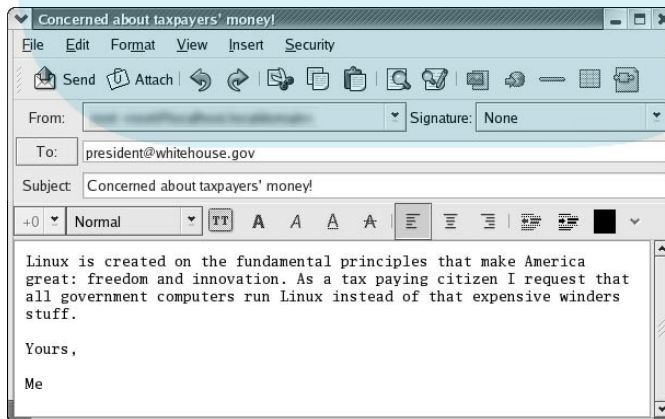 Concerned about taxpayers' money!
File Edit Format View Insert Security
Send Attach
From: Signature: None
To: president@whitehouse.gov
Subject: Concerned about taxpayers' money!
+0 Normal TT A A A A
Linux is created on the fundamental principles that make America
great: freedom and innovation. As a tax paying citizen I request that
all government computers run Linux instead of that expensive winders
stuff.
Yours,
Me